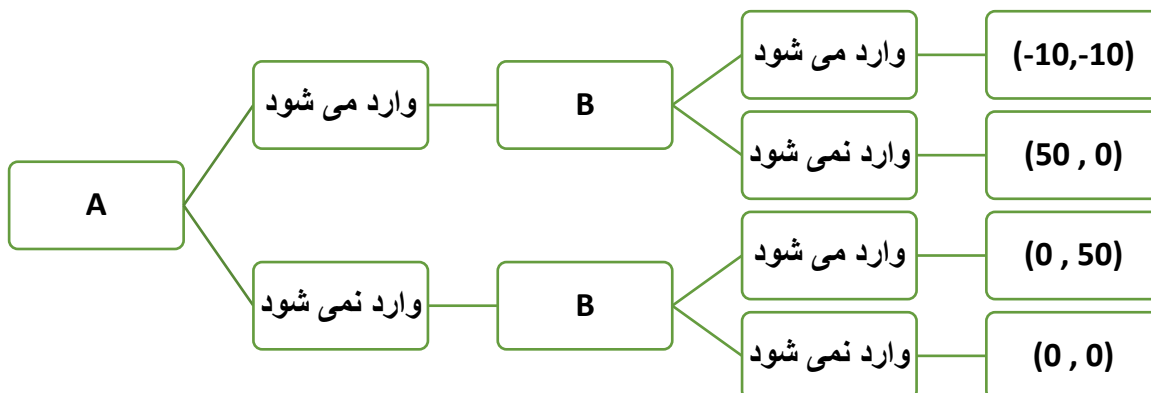 A
وارد می شود
B
وارد می شود
(-10,-10)
وارد نمی شود
(50 , 0)
وارد نمی شود
B
وارد می شود
(0 , 50)
وارد نمی شود
(0 , 0)